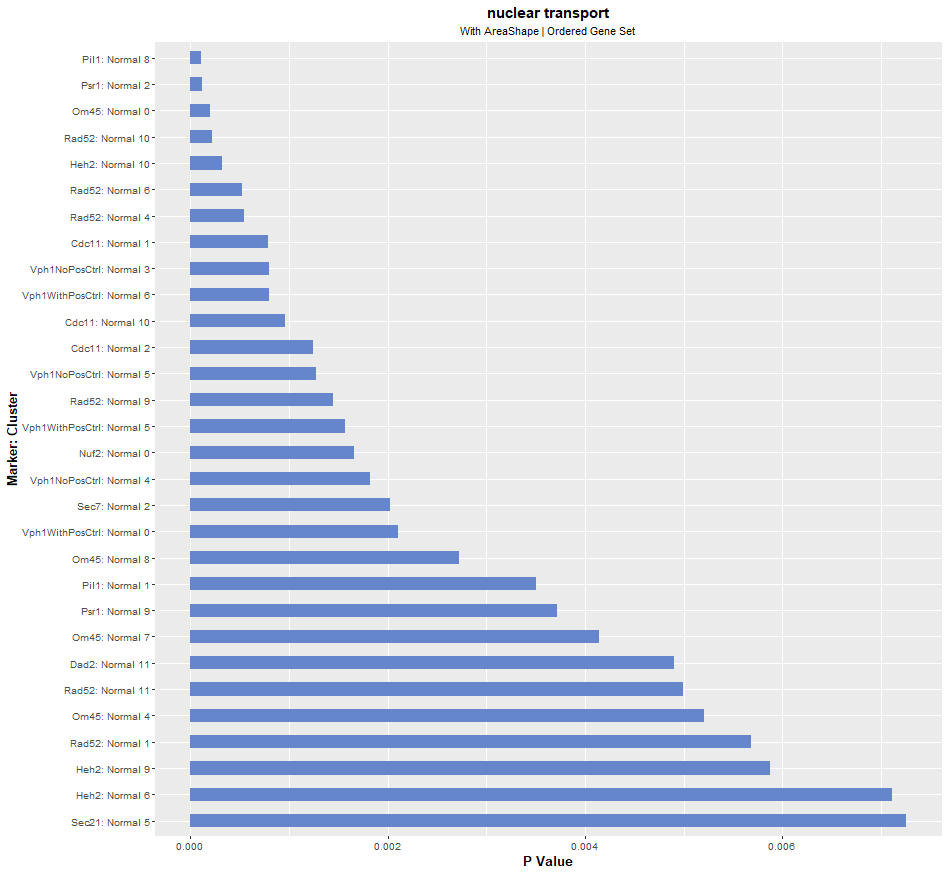 nuclear transport
With AreaShape | Ordered Gene Set
Marker: Cluster
Pil1: Normal 8
Psr1: Normal 2
Om45: Normal 0
Rad52: Normal 10
Heh2: Normal 10
Rad52: Normal 6
Rad52: Normal 4
Cdc11: Normal 1
Vph1NoPosCtrl: Normal 3
Vph1WithPosCtrl: Normal 6
Cdc11: Normal 10
Cdc11: Normal 2
Vph1NoPosCtrl: Normal 5
Rad52: Normal 9
Vph1WithPosCtrl: Normal 5
Nuf2: Normal 0
Vph1NoPosCtrl: Normal 4
Sec7: Normal 2
Vph1WithPosCtrl: Normal 0
Om45: Normal 8
Pil1: Normal 1
Psr1: Normal 9
Om45: Normal 7
Dad2: Normal 11
Rad52: Normal 11
Om45: Normal 4
Rad52: Normal 1
Heh2: Normal 9
Heh2: Normal 6
Sec21: Normal 5
0.000 0.002 0.004 0.006
P Value